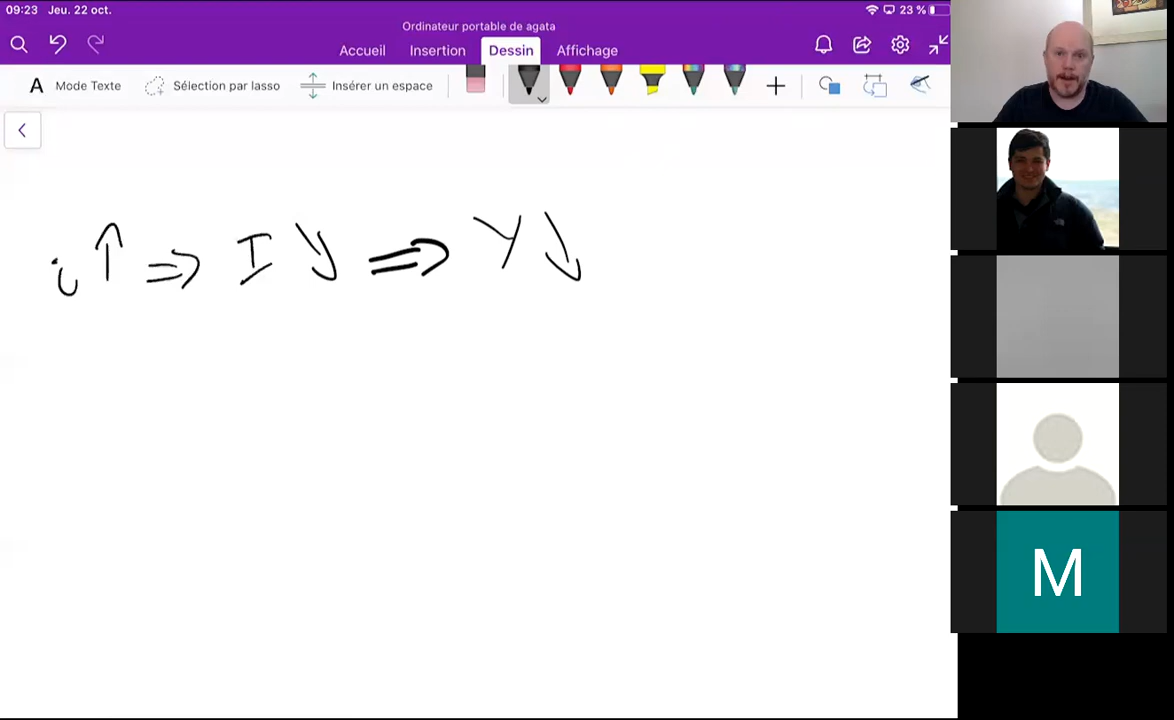 09:23 Jeu. 22 oct.
23 %
Ordinateur portable de agata
Accueil Insertion Dessin Affichage
A Mode Texte Sélection par lasso Insérer un espace
i ↑ ⇒ I ↘ ⇒ Y ↘
M